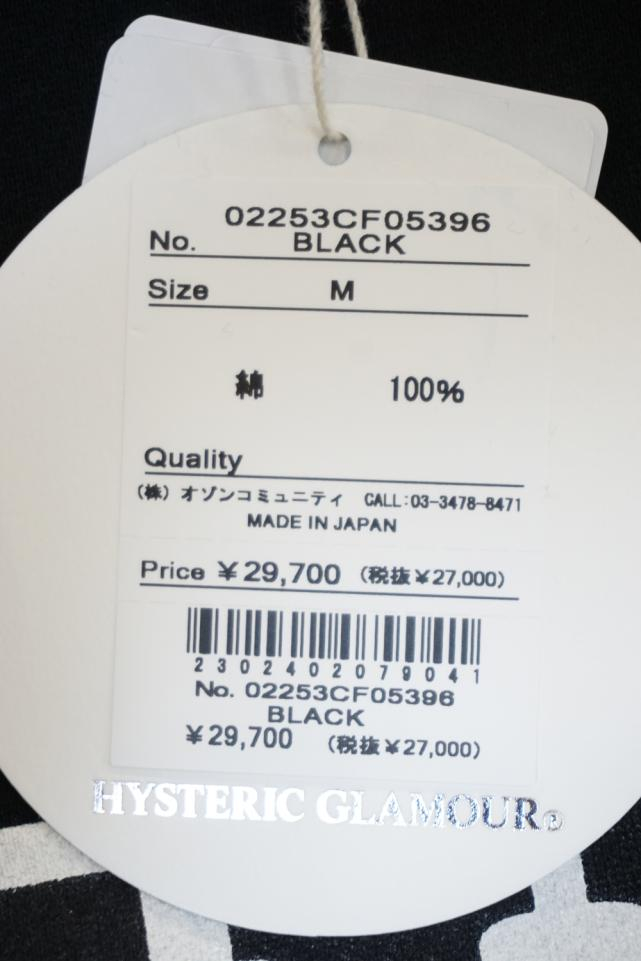 02253CF05396
No. BLACK
Size M
綿 100%
Quality
(株) オゾンコミュニティ CALL:03-3478-8471
MADE IN JAPAN
Price ¥29,700 (税抜¥27,000)
2302402079041
No. 02253CF05396
BLACK
¥29,700 (税抜¥27,000)
HYSTERIC GLAMOUR®